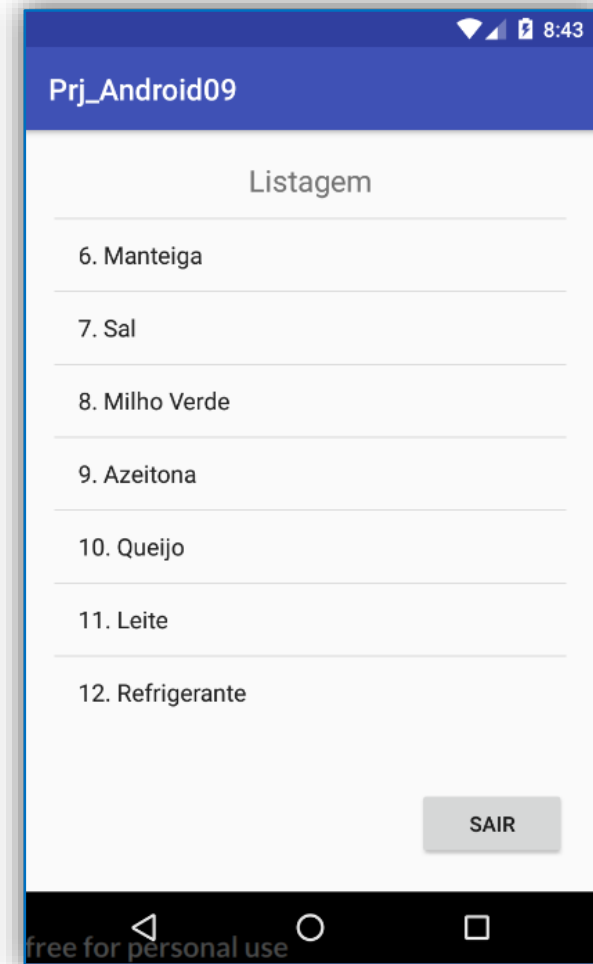 8:43
Prj_Android09
Listagem
6. Manteiga
7. Sal
8. Milho Verde
9. Azeitona
10. Queijo
11. Leite
12. Refrigerante
SAIR
free for personal use